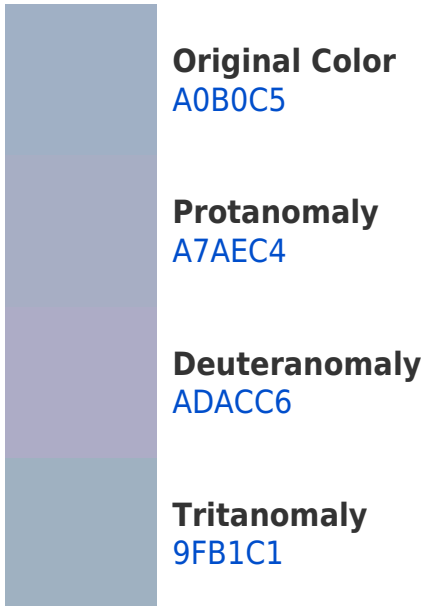 Original Color
A0B0C5
Protanomaly
A7AEC4
Deuteranomaly
ADACC6
Tritanomaly
9FB1C1